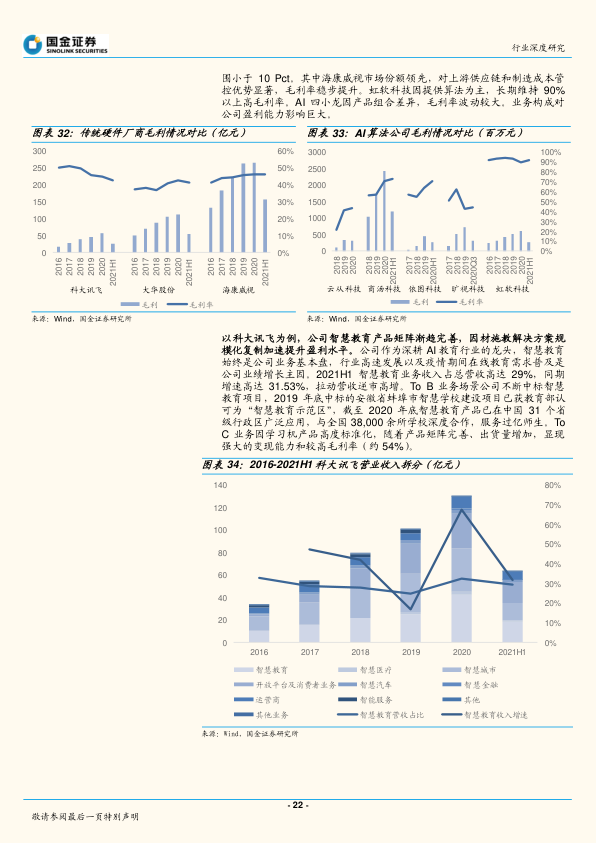 国金证券
SINOLINK SECURITIES
行业深度研究
围小于 10 Pct。其中海康威视市场份额领先，对上游供应链和制造成本管
控优势显著，毛利率稳步提升。虹软科技因提供算法为主，长期维持 90%
以上高毛利率。AI 四小龙因产品组合差异，毛利率波动较大。业务构成对
公司盈利能力影响巨大。
图表 32：传统硬件厂商毛利情况对比（亿元）
300
250
200
150
100
50
0
60%
50%
40%
30%
20%
10%
0%
2016 2017 2018 2019 2020 2021H1
2016 2017 2018 2019 2020 2021H1
2016 2017 2018 2019 2020 2021H1
科大讯飞 大华股份 海康威视
毛利 毛利率
来源：Wind、国金证券研究所
图表 33：AI算法公司毛利情况对比（百万元）
3000
2500
2000
1500
1000
500
0
100%
90%
80%
70%
60%
50%
40%
30%
20%
10%
0%
2018 2019 2020
2018 2019 2020 2021H1
2018 2019 2020H1
2018 2019 2020Q3
2016 2017 2018 2019 2020 2021H1
云从科技 商汤科技 依图科技 旷视科技 虹软科技
毛利 毛利率
来源：Wind、国金证券研究所
以科大讯飞为例，公司智慧教育产品矩阵渐趋完善，因材施教解决方案规
模化复制加速提升盈利水平。公司作为深耕 AI 教育行业的龙头，智慧教育
始终是公司业务基本盘，行业高速发展以及疫情期间在线教育需求普及是
公司业绩增长主因。2021H1 智慧教育业务收入占总营收高达 29%，同期
增速高达 31.53%，拉动营收逆市高增。To B 业务场景公司不断中标智慧
教育项目，2019 年底中标的安徽省蚌埠市智慧学校建设项目已获教育部认
可为“智慧教育示范区”，截至 2020 年底智慧教育产品已在中国 31 个省
级行政区广泛应用，与全国 38,000 余所学校深度合作，服务过亿师生。To
C 业务因学习机产品高度标准化，随着产品矩阵完善、出货量增加，显现
强大的变现能力和较高毛利率（约 54%）。
图表 34：2016-2021H1 科大讯飞营业收入拆分（亿元）
140
120
100
80
60
40
20
0
80%
70%
60%
50%
40%
30%
20%
10%
0%
2016 2017 2018 2019 2020 2021H1
智慧教育 智慧医疗 智慧城市
开放平台及消费者业务 智慧汽车 智慧金融
运营商 智能服务 其他
其他业务 智慧教育营收占比 智慧教育收入增速
来源：Wind、国金证券研究所
- 22 -
敬请参阅最后一页特别声明